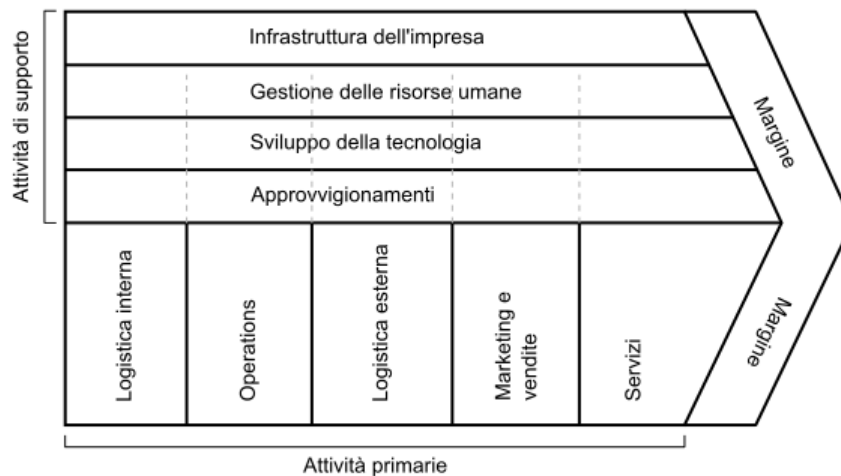 Attività di supporto
Infrastruttura dell'impresa
Gestione delle risorse umane
Sviluppo della tecnologia
Approvvigionamenti
Margine
Logistica interna
Operations
Logistica esterna
Marketing e
vendite
Servizi
Margine
Attività primarie